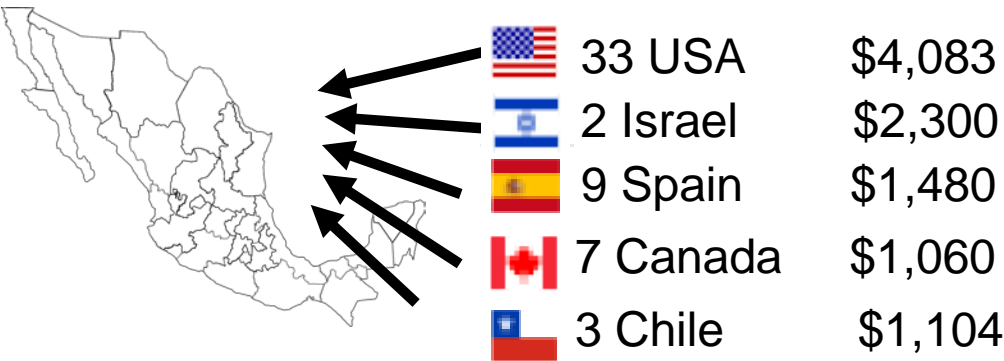 33 USA $4,083
2 Israel $2,300
9 Spain $1,480
7 Canada $1,060
3 Chile $1,104